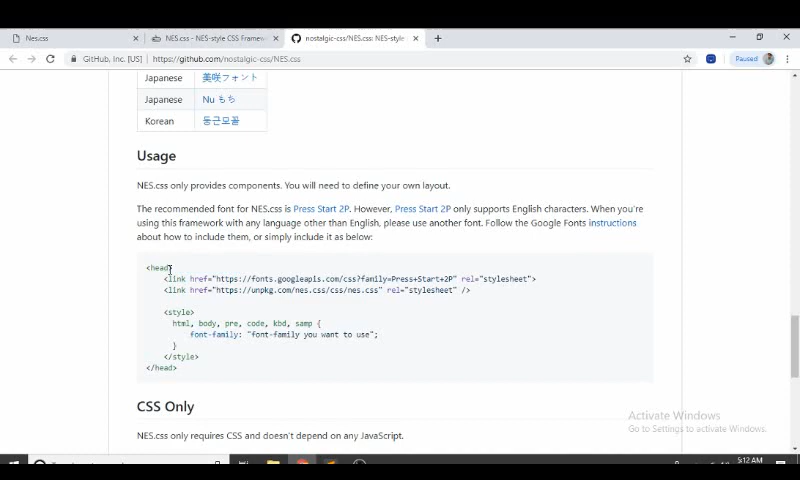 Nes.css
NES.css - NES-style CSS Framew
nostalgic-css/NES.css: NES-style
GitHub, Inc. [US] | https://github.com/nostalgic-css/NES.css
Paused
Japanese 美咲フォント
Japanese Nu もち
Korean 둥근모꼴
Usage
NES.css only provides components. You will need to define your own layout.
The recommended font for NES.css is Press Start 2P. However, Press Start 2P only supports English characters. When you're
using this framework with any language other than English, please use another font. Follow the Google Fonts instructions
about how to include them, or simply include it as below:
<head>
<link href="https://fonts.googleapis.com/css?family=Press+Start+2P" rel="stylesheet">
<link href="https://unpkg.com/nes.css/css/nes.css" rel="stylesheet" />
<style>
html, body, pre, code, kbd, samp {
font-family: "font-family you want to use";
}
</style>
</head>
CSS Only
NES.css only requires CSS and doesn't depend on any JavaScript.
Activate Windows
Go to Settings to activate Windows.
5:12 AM